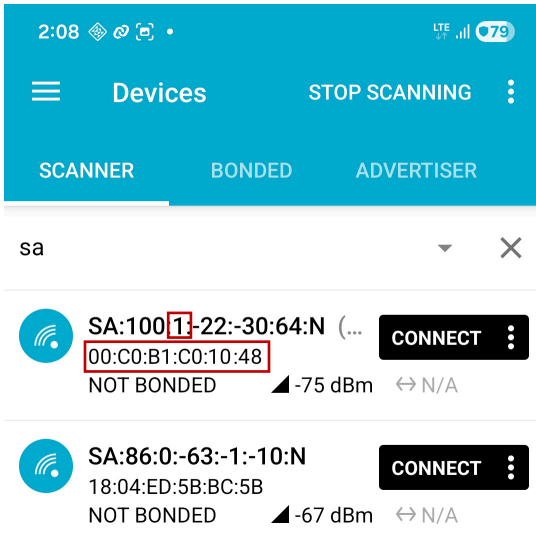 2:08 LTE 79
Devices STOP SCANNING
SCANNER BONDED ADVERTISER
sa
SA:100:1:-22:-30:64:N (...
CONNECT
00:C0:B1:C0:10:48
NOT BONDED -75 dBm N/A
SA:86:0:-63:-1:-10:N
CONNECT
18:04:ED:5B:BC:5B
NOT BONDED -67 dBm N/A